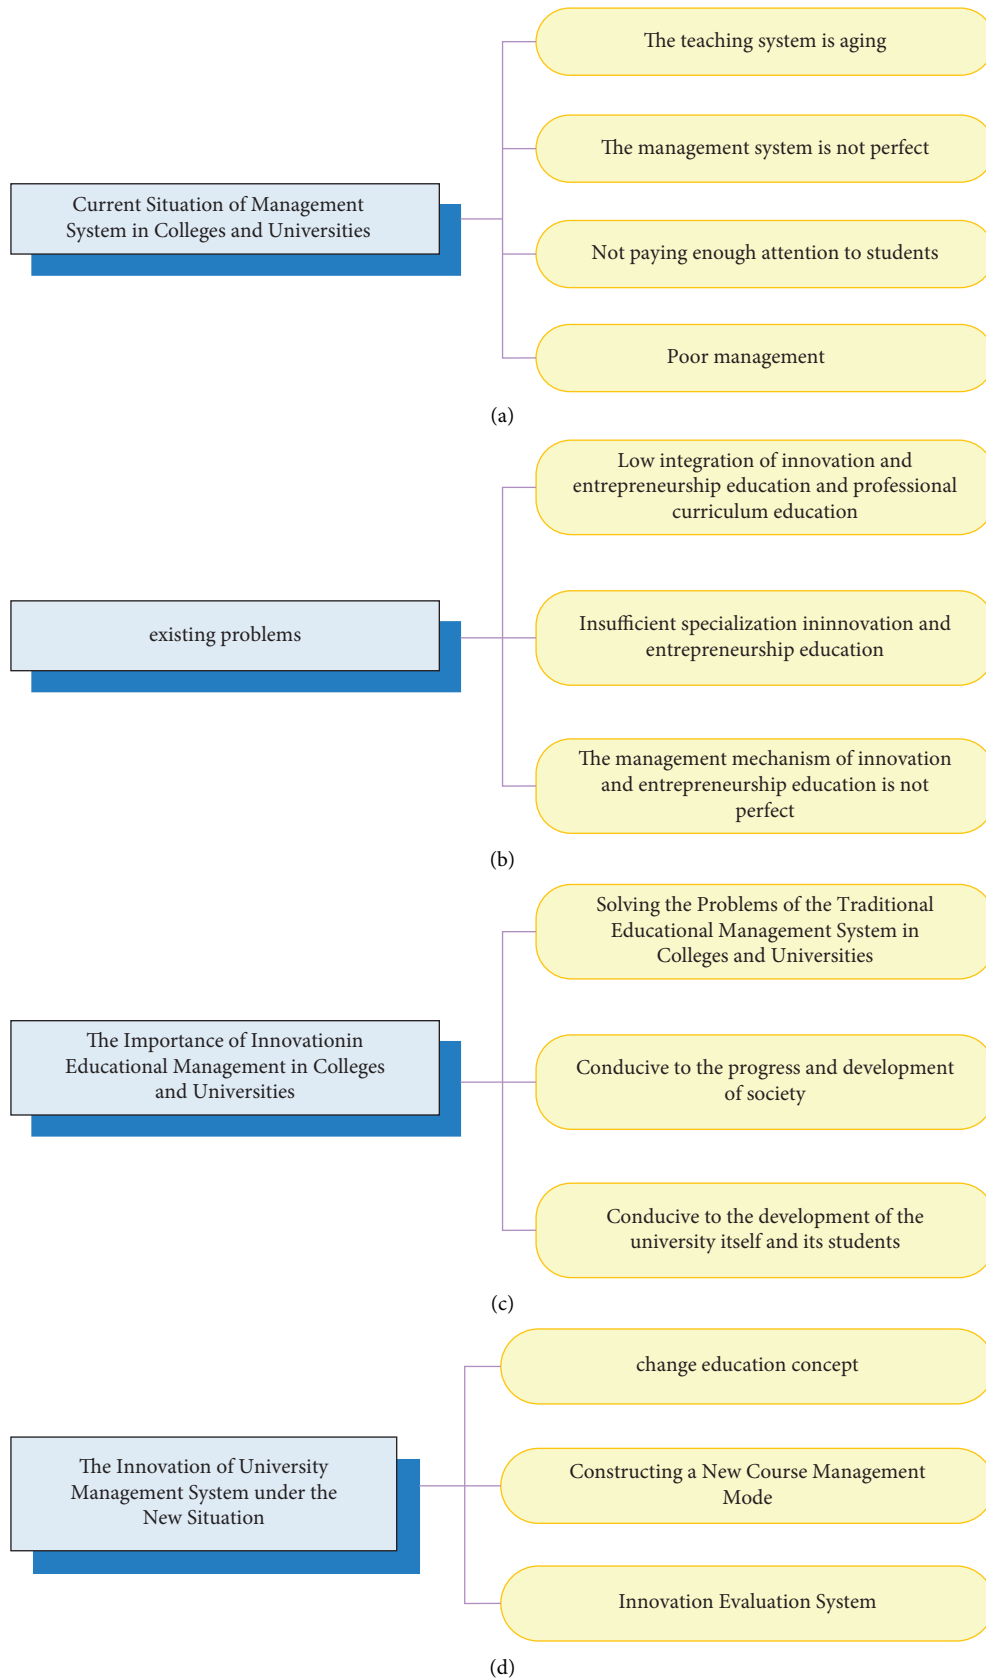 The teaching system is aging
The management system is not perfect
Current Situation of Management
System in Colleges and Universities
Not paying enough attention to students
Poor management
(a)
Low integration of innovation and
entrepreneurship education and professional
curriculum education
existing problems
Insufficient specialization ininnovation and
entrepreneurship education
The management mechanism of innovation
and entrepreneurship education is not
perfect
(b)
Solving the Problems of the Traditional
Educational Management System in
Colleges and Universities
The Importance of Innovationin
Educational Management in Colleges
and Universities
Conducive to the progress and development
of society
Conducive to the development of the
university itself and its students
(c)
change education concept
The Innovation of University
Management System under the
New Situation
Constructing a New Course Management
Mode
Innovation Evaluation System
(d)